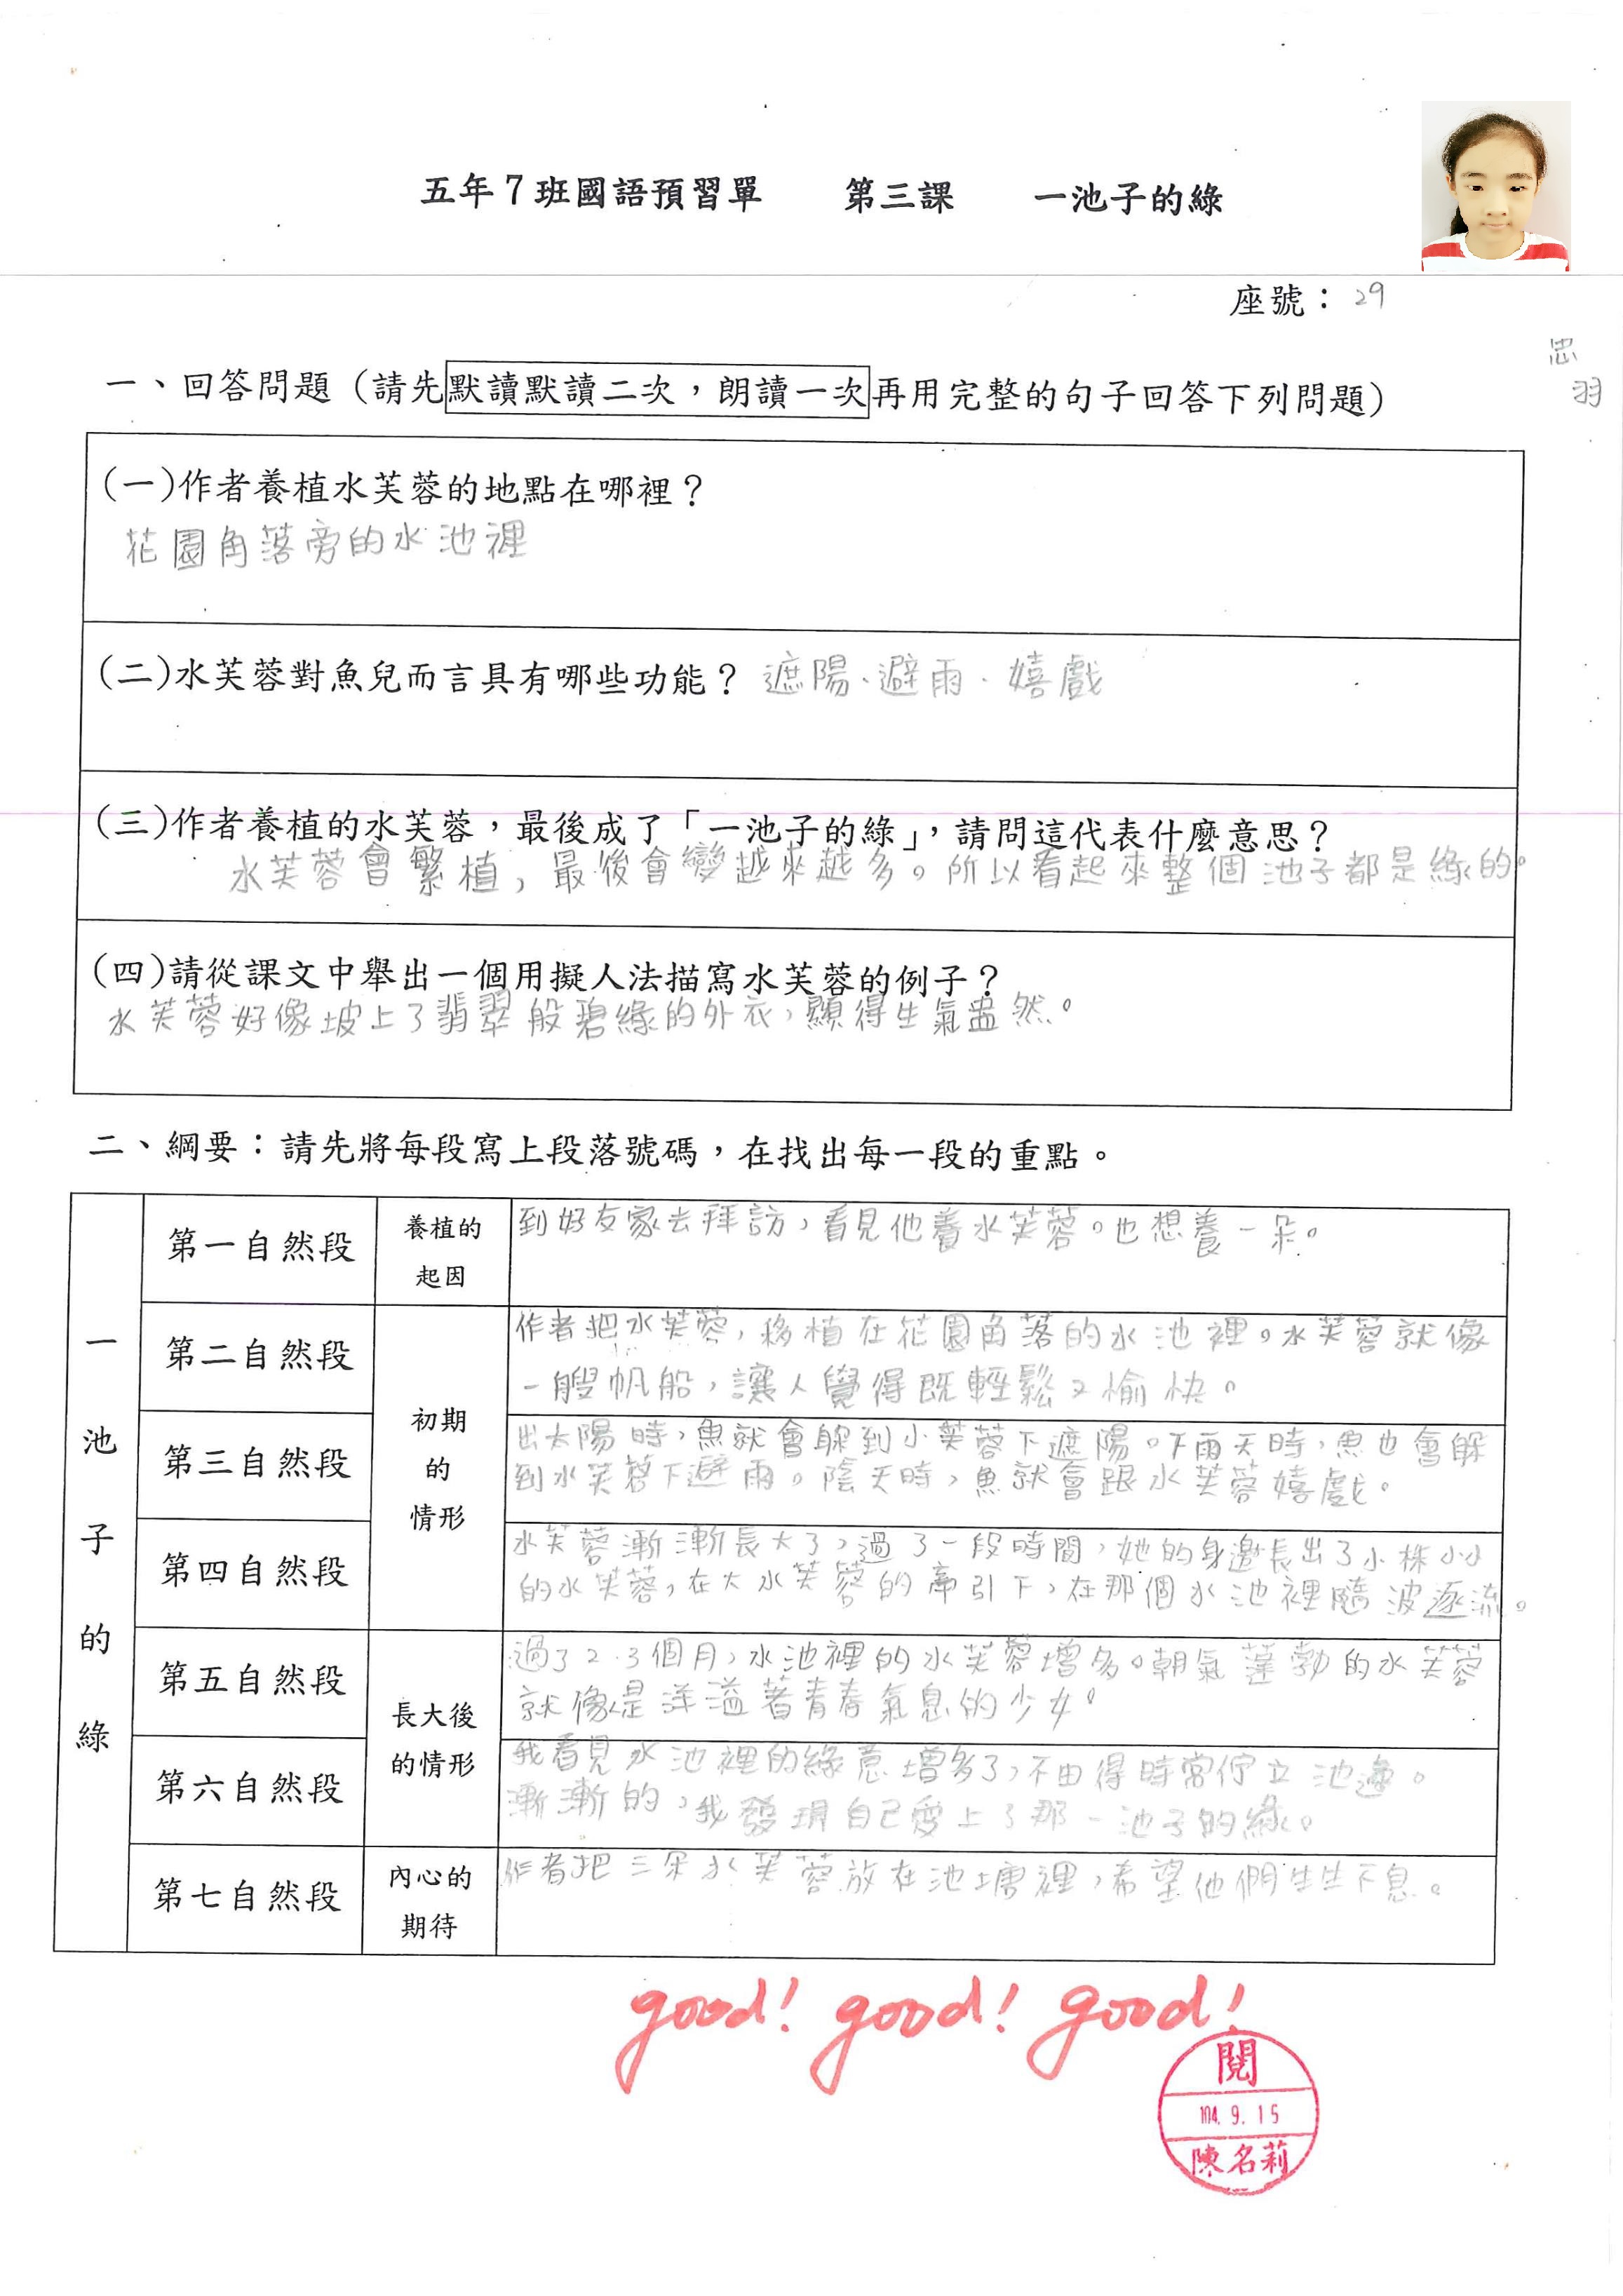 五年7班國語預習單 第三課 一池子的綠
座號：29
思
羽
一、回答問題（請先默讀默讀二次，朗讀一次再用完整的句子回答下列問題）
(一)作者養植水芙蓉的地點在哪裡？
花園角落旁的水池裡
(二)水芙蓉對魚兒而言具有哪些功能？遮陽、避雨、嬉戲
(三)作者養植的水芙蓉，最後成了「一池子的綠」，請問這代表什麼意思？
水芙蓉會繁植，最後會變越來越多。所以看起來整個池子都是綠的。
(四)請從課文中舉出一個用擬人法描寫水芙蓉的例子？
水芙蓉好像坡上了翡翠般碧綠的外衣，顯得生氣盎然。
二、綱要：請先將每段寫上段落號碼，在找出每一段的重點。
一池子的綠
第一自然段
養植的
起因
到好友家去拜訪，看見他養水芙蓉。也想養一朵。
第二自然段
初期
的
情形
作者把水芙蓉，移植在花園角落的水池裡。水芙蓉就像
一艘帆船，讓人覺得既輕鬆又愉快。
第三自然段
出太陽時，魚就會躲到小芙蓉下遮陽。下雨天時，魚也會躲
到水芙蓉下避雨。陰天時，魚就會跟水芙蓉嬉戲。
第四自然段
水芙蓉漸漸長大了，過了一段時間，她的身邊長出了小株小小
的水芙蓉，在大水芙蓉的牽引下，在那個水池裡隨波逐流。
第五自然段
長大後
的情形
過了2.3個月，水池裡的水芙蓉增多。朝氣蓬勃的水芙蓉
就像是洋溢著青春氣息的少女。
第六自然段
我看見水池裡的綠意增多了，不由得時常佇立池邊。
漸漸的，我發現自己愛上了那一池子的綠。
第七自然段
內心的
期待
作者把三朵水芙蓉放在池塘裡，希望他們生生不息。
good! good! good!
閱
104. 9. 15
陳名莉